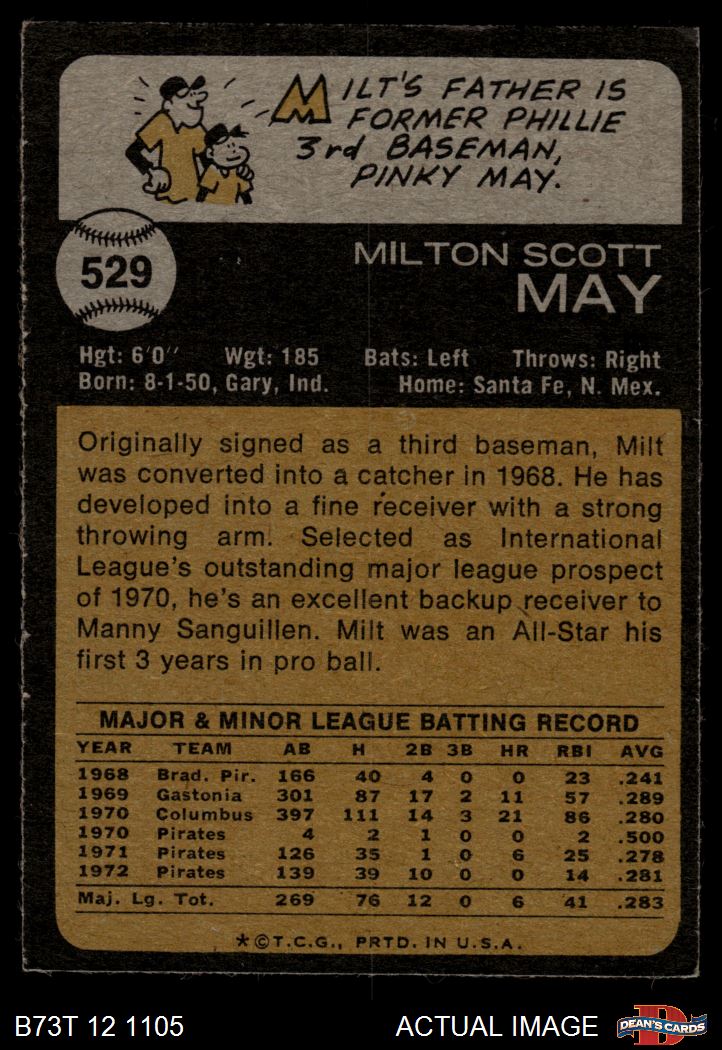 MILT'S FATHER IS
FORMER PHILLIE
3rd BASEMAN,
PINKY MAY.
529
MILTON SCOTT
MAY
Hgt: 6'0" Wgt: 185 Bats: Left Throws: Right
Born: 8-1-50, Gary, Ind. Home: Santa Fe, N. Mex.
Originally signed as a third baseman, Milt
was converted into a catcher in 1968. He has
developed into a fine receiver with a strong
throwing arm. Selected as International
League's outstanding major league prospect
of 1970, he's an excellent backup receiver to
Manny Sanguillen. Milt was an All-Star his
first 3 years in pro ball.
MAJOR & MINOR LEAGUE BATTING RECORD
YEAR TEAM AB H 2B 3B HR RBI AVG
1968 Brad. Pir. 166 40 4 0 0 23 .241
1969 Gastonia 301 87 17 2 11 57 .289
1970 Columbus 397 111 14 3 21 86 .280
1970 Pirates 4 2 1 0 0 2 .500
1971 Pirates 126 35 1 0 6 25 .278
1972 Pirates 139 39 10 0 0 14 .281
Maj. Lg. Tot. 269 76 12 0 6 41 .283
*©T.C.G., PRTD. IN U.S.A.
B73T 12 1105 ACTUAL IMAGE D DEAN'S CARDS